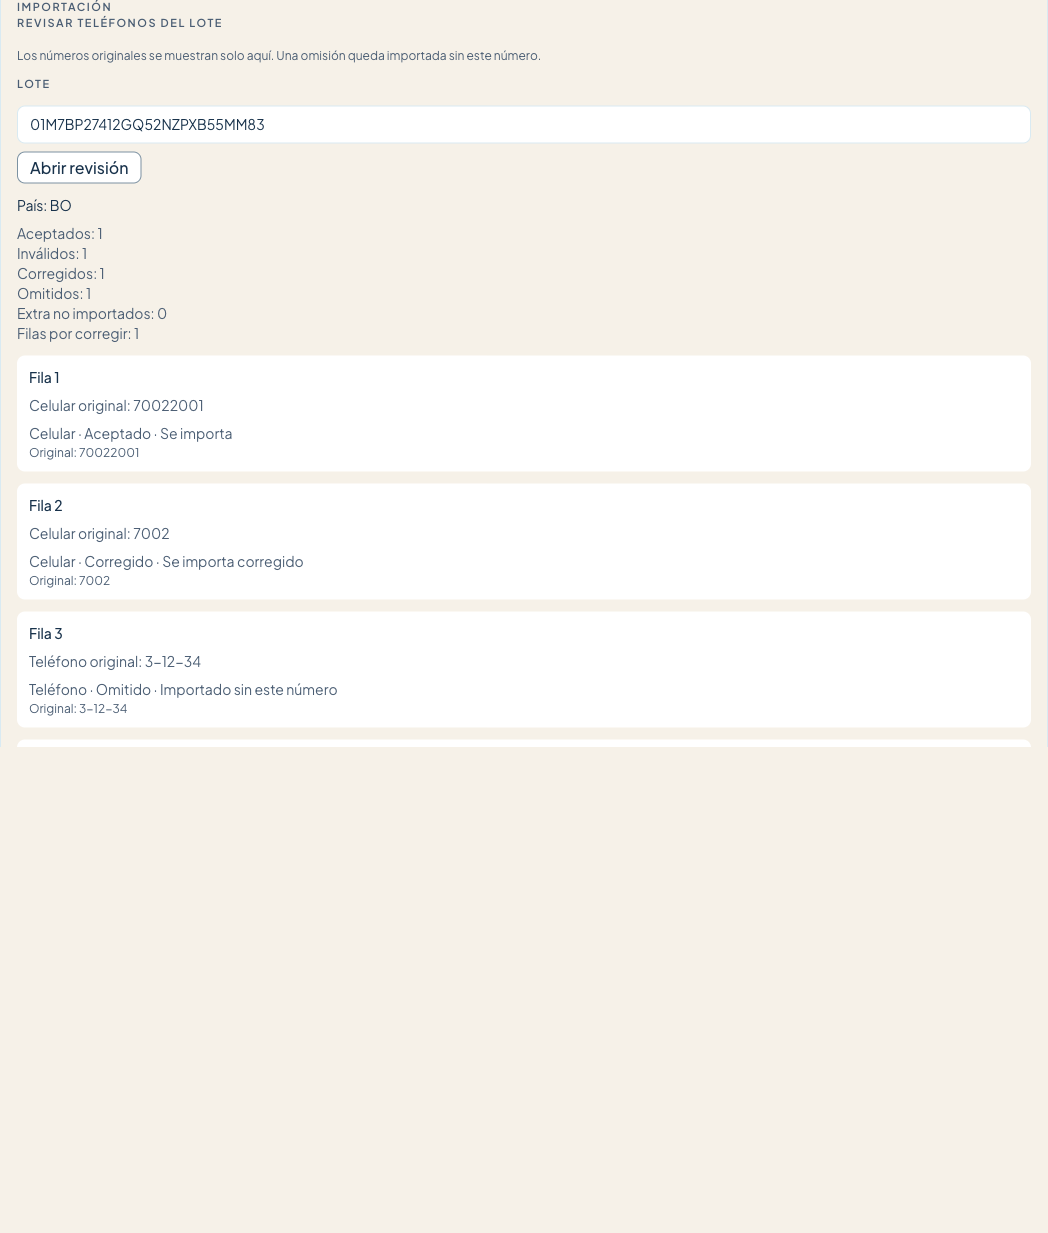 IMPORTACIÓN
REVISAR TELÉFONOS DEL LOTE
Los números originales se muestran solo aquí. Una omisión queda importada sin este número.
LOTE
01M7BP27412GQ52NZPXB55MM83
Abrir revisión
País: BO
Aceptados: 1
Inválidos: 1
Corregidos: 1
Omitidos: 1
Extra no importados: 0
Filas por corregir: 1
Fila 1
Celular original: 70022001
Celular · Aceptado · Se importa
Original: 70022001
Fila 2
Celular original: 7002
Celular · Corregido · Se importa corregido
Original: 7002
Fila 3
Teléfono original: 3-12-34
Teléfono · Omitido · Importado sin este número
Original: 3-12-34